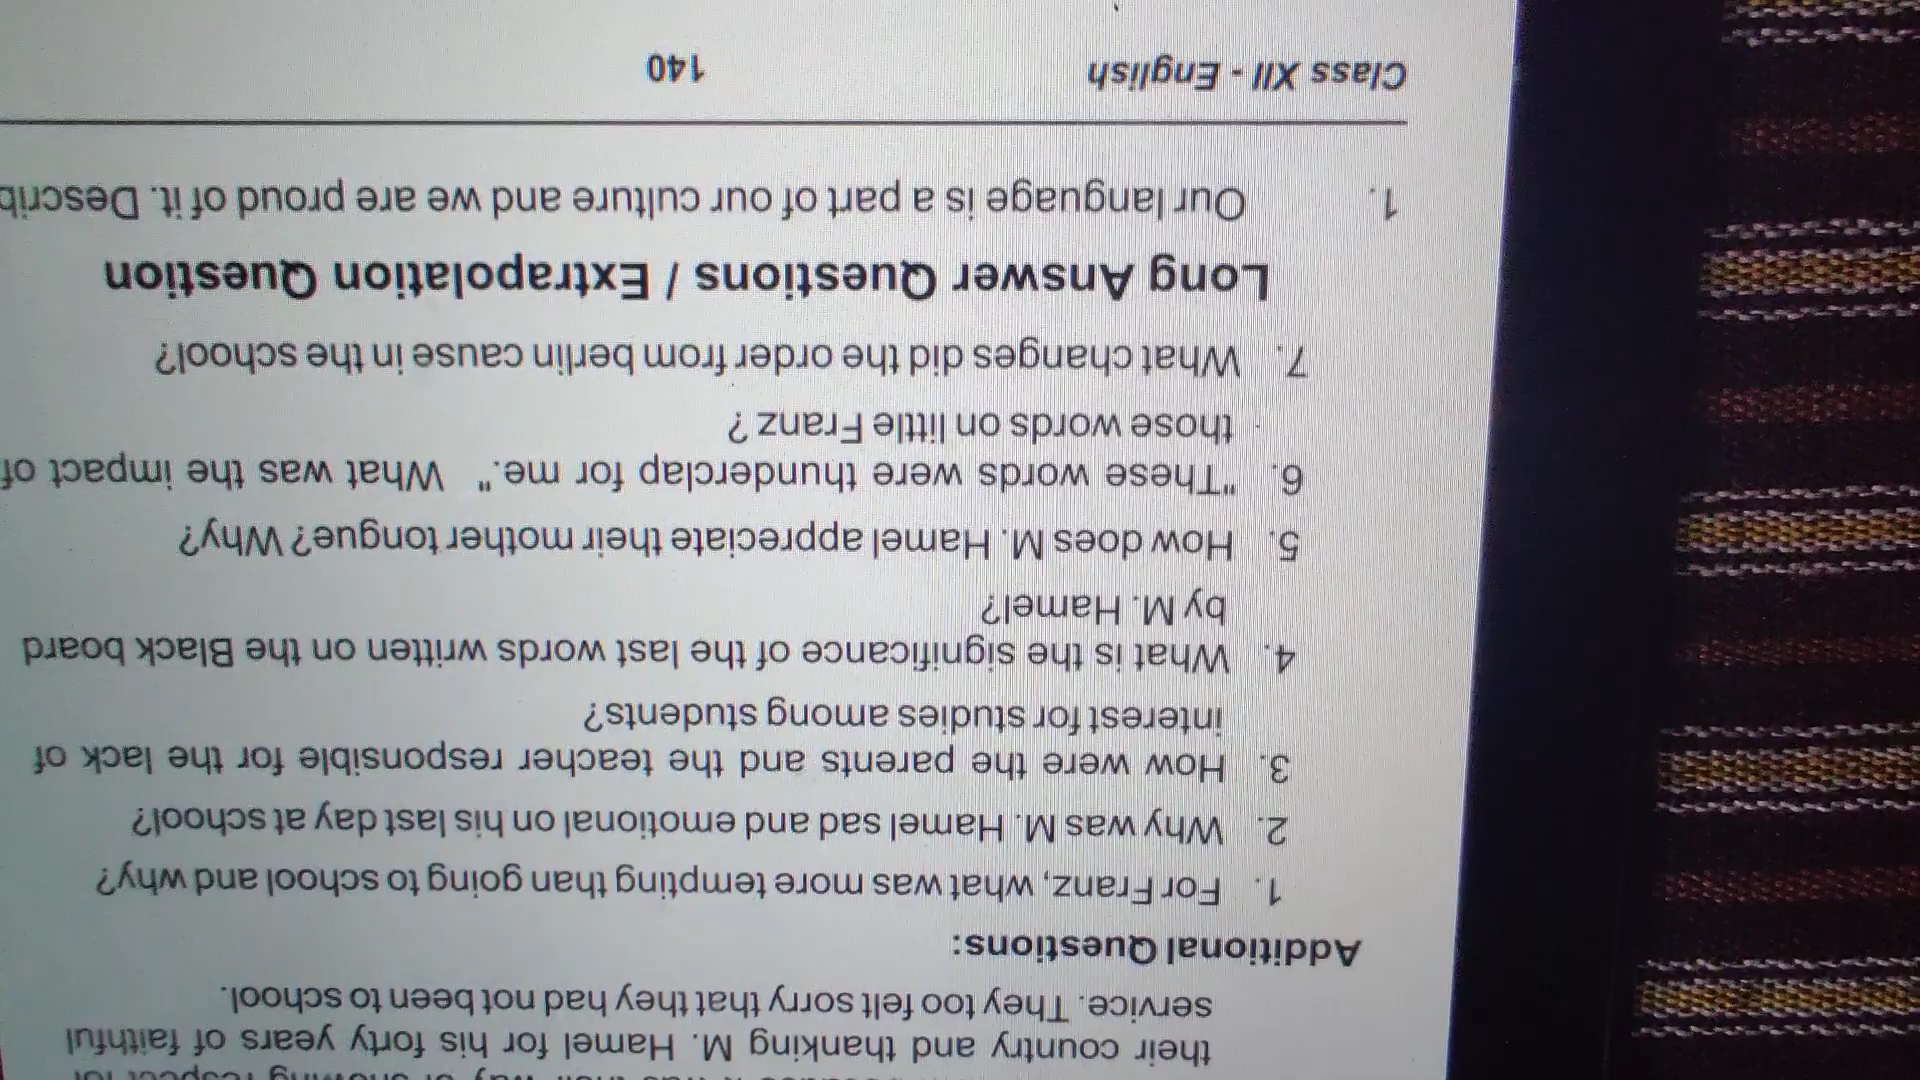 their country and thanking M. Hamel for his forty years of faithful
service. They too felt sorry that they had not been to school.
Additional Questions:
1. For Franz, what was more tempting than going to school and why?
2. Why was M. Hamel sad and emotional on his last day at school?
3. How were the parents and the teacher responsible for the lack of
interest for studies among students?
4. What is the significance of the last words written on the Black board
by M. Hamel?
5. How does M. Hamel appreciate their mother tongue? Why?
6. "These words were thunderclap for me." What was the impact of
those words on little Franz ?
7. What changes did the order from berlin cause in the school?
Long Answer Questions / Extrapolation Question
1. Our language is a part of our culture and we are proud of it.
Class XII - English 140